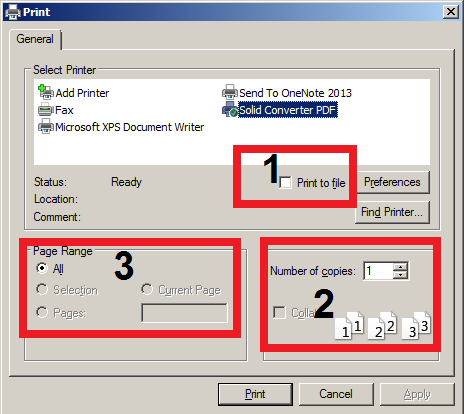 Print
General
Select Printer
Add Printer
Send To OneNote 2013
Fax
Solid Converter PDF
Microsoft XPS Document Writer
1
Status: Ready
Print to file
Preferences
Location:
Comment:
Find Printer...
Page Range
3
All
Selection
Current Page
Pages:
Number of copies: 1
2
1 1 2 2 3 3
Print
Cancel
Apply